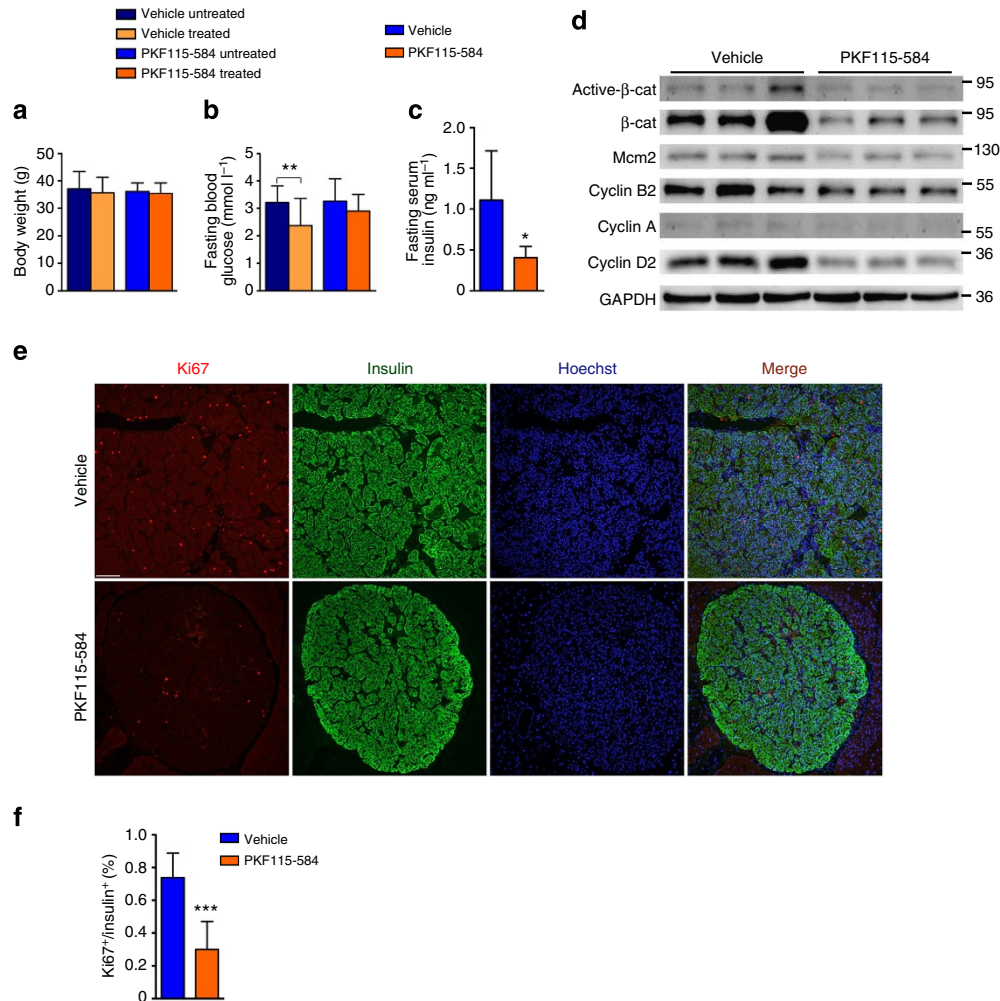 Vehicle untreated
Vehicle treated
PKF115-584 untreated
PKF115-584 treated
Vehicle
PKF115-584
a
50
40
30
20
10
0
Body weight (g)
b
5
4
3
2
1
0
Fasting blood
glucose (mmol l⁻¹)
**
c
2.0
1.5
1.0
0.5
0
Fasting serum
insulin (ng ml⁻¹)
*
d
Vehicle PKF115-584
Active-β-cat 95
β-cat 95
Mcm2 130
Cyclin B2 55
Cyclin A 55
Cyclin D2 36
GAPDH 36
e
Ki67 Insulin Hoechst Merge
Vehicle
PKF115-584
f
Vehicle
PKF115-584
1.0
0.8
0.6
0.4
0.2
0
Ki67⁺/insulin⁺ (%)
***